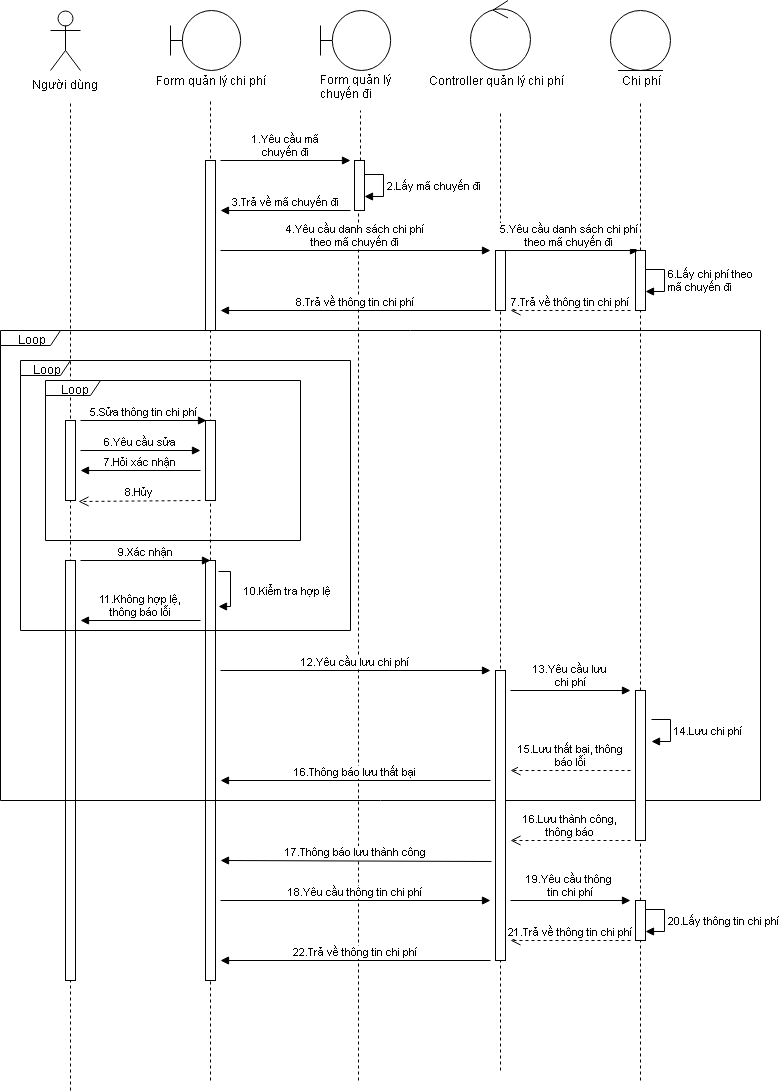 Người dùng
Form quản lý chi phí
Form quản lý
chuyến đi
Controller quản lý chi phí
Chi phí
1.Yêu cầu mã
chuyến đi
2.Lấy mã chuyến đi
3.Trả về mã chuyến đi
4.Yêu cầu danh sách chi phí
theo mã chuyến đi
5.Yêu cầu danh sách chi phí
theo mã chuyến đi
6.Lấy chi phí theo
mã chuyến đi
7.Trả về thông tin chi phí
8.Trả về thông tin chi phí
Loop
Loop
Loop
5.Sửa thông tin chi phí
6.Yêu cầu sửa
7.Hỏi xác nhận
8.Hủy
9.Xác nhận
10.Kiểm tra hợp lệ
11.Không hợp lệ,
thông báo lỗi
12.Yêu cầu lưu chi phí
13.Yêu cầu lưu
chi phí
14.Lưu chi phí
15.Lưu thất bại, thông
báo lỗi
16.Thông báo lưu thất bại
16.Lưu thành công,
thông báo
17.Thông báo lưu thành công
18.Yêu cầu thông tin chi phí
19.Yêu cầu thông
tin chi phí
20.Lấy thông tin chi phí
21.Trả về thông tin chi phí
22.Trả về thông tin chi phí